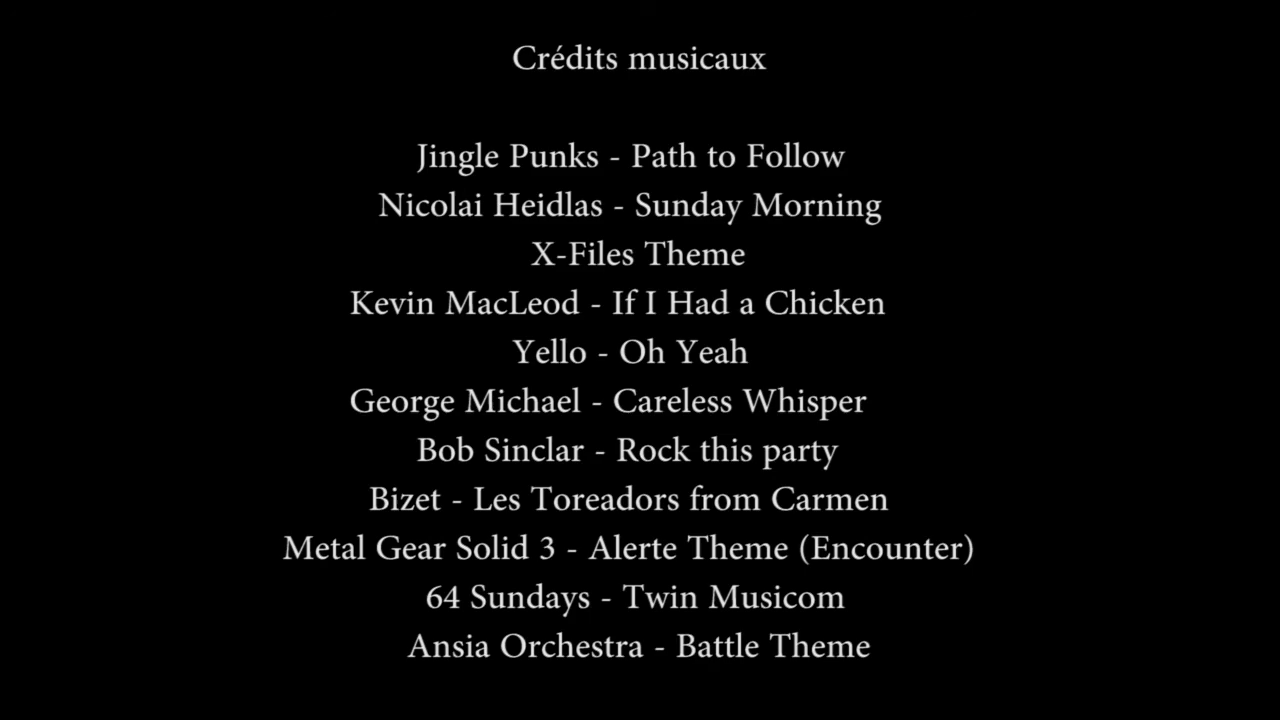 Crédits musicaux
Jingle Punks - Path to Follow
Nicolai Heidlas - Sunday Morning
X-Files Theme
Kevin MacLeod - If I Had a Chicken
Yello - Oh Yeah
George Michael - Careless Whisper
Bob Sinclar - Rock this party
Bizet - Les Toreadors from Carmen
Metal Gear Solid 3 - Alerte Theme (Encounter)
64 Sundays - Twin Musicom
Ansia Orchestra - Battle Theme